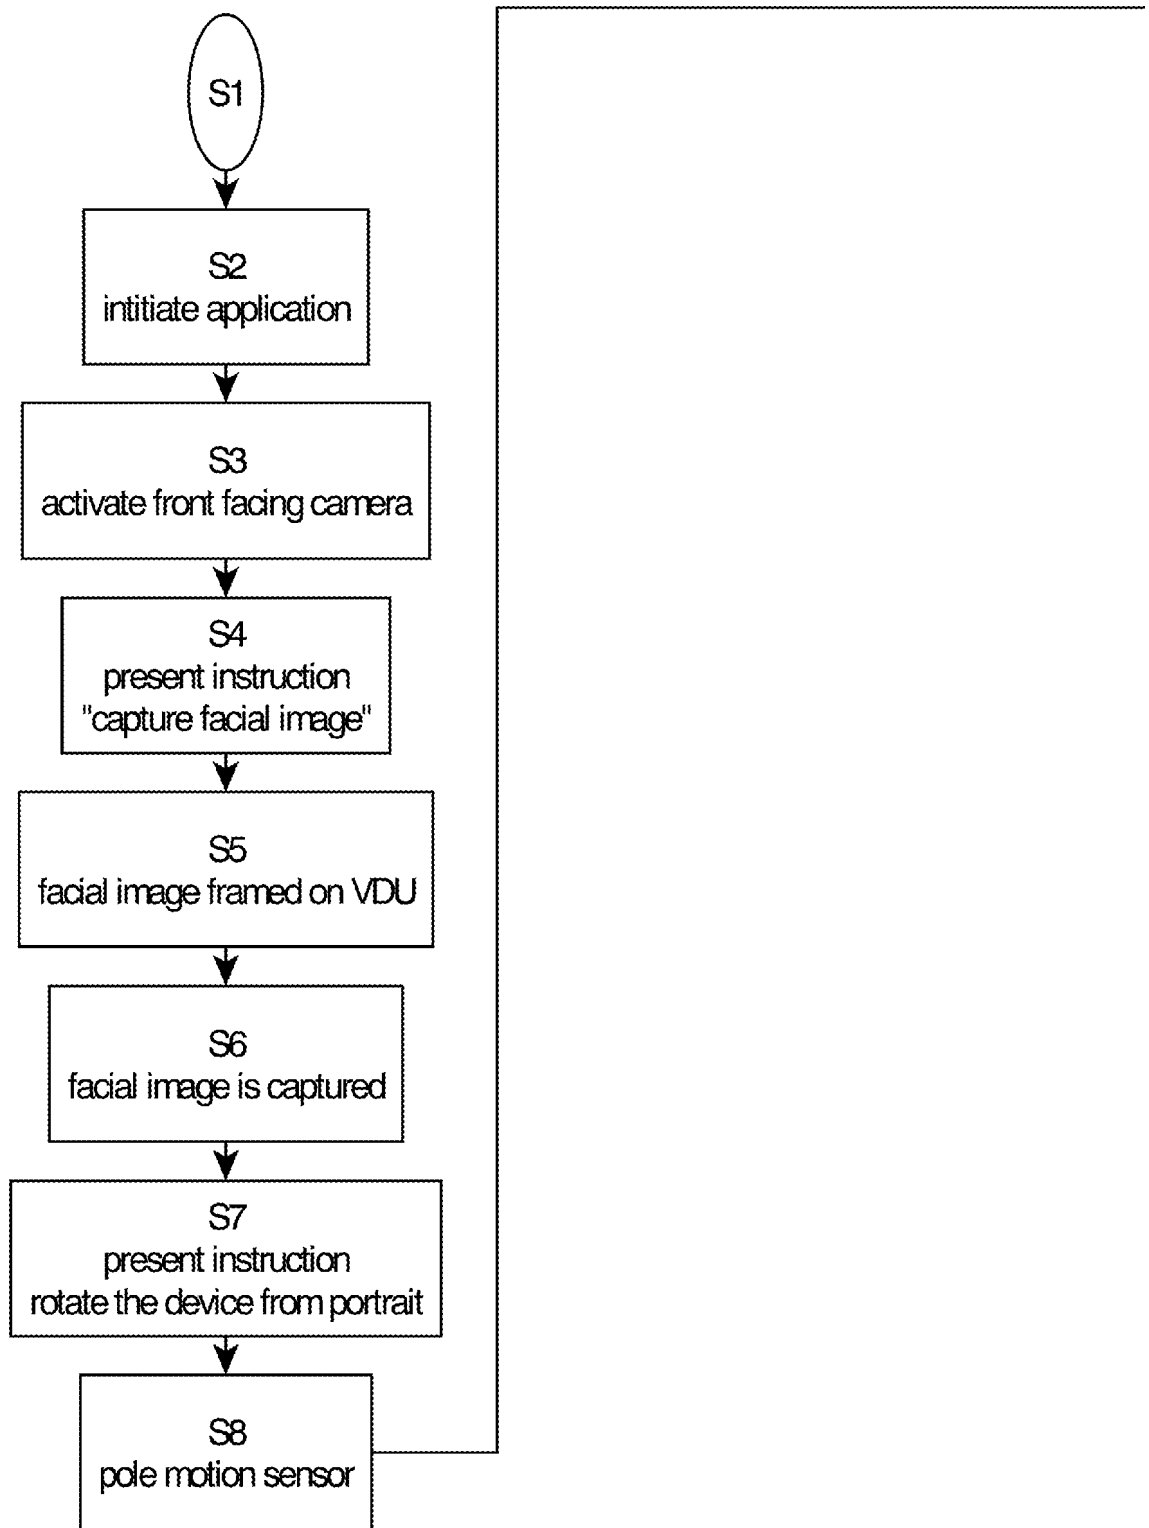 S1
S2
intitiate application
S3
activate front facing camera
S4
present instruction
"capture facial image"
S5
facial image framed on VDU
S6
facial image is captured
S7
present instruction
rotate the device from portrait
S8
pole motion sensor